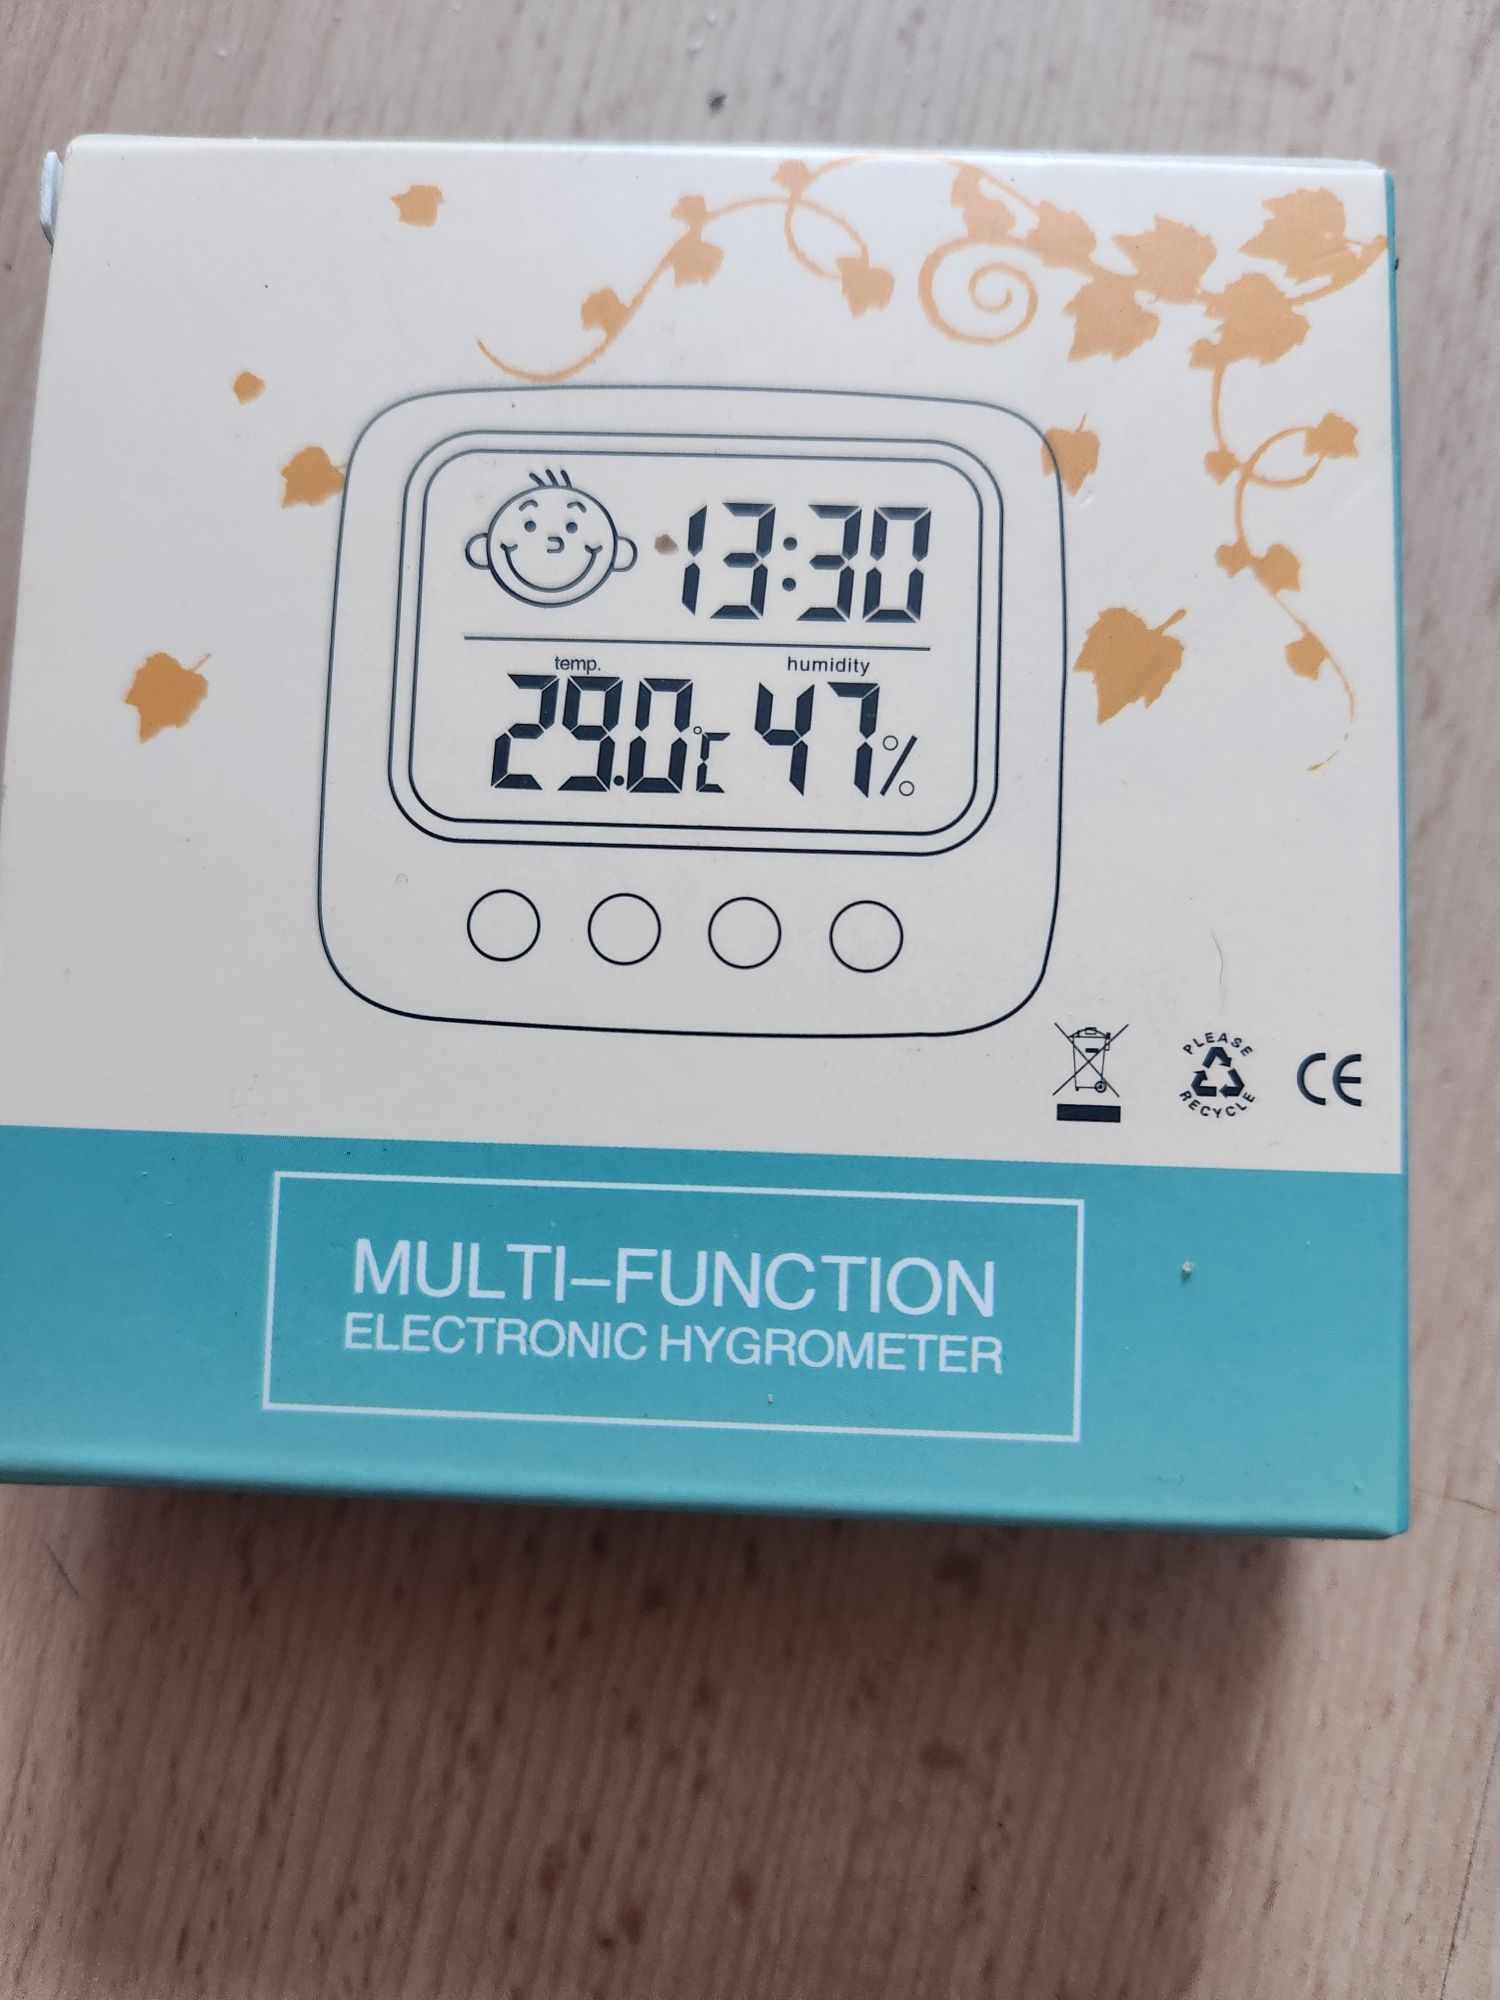 13:30
temp. humidity
29.0℃ 47%
PLEASE
RECYCLE
CE
MULTI-FUNCTION
ELECTRONIC HYGROMETER